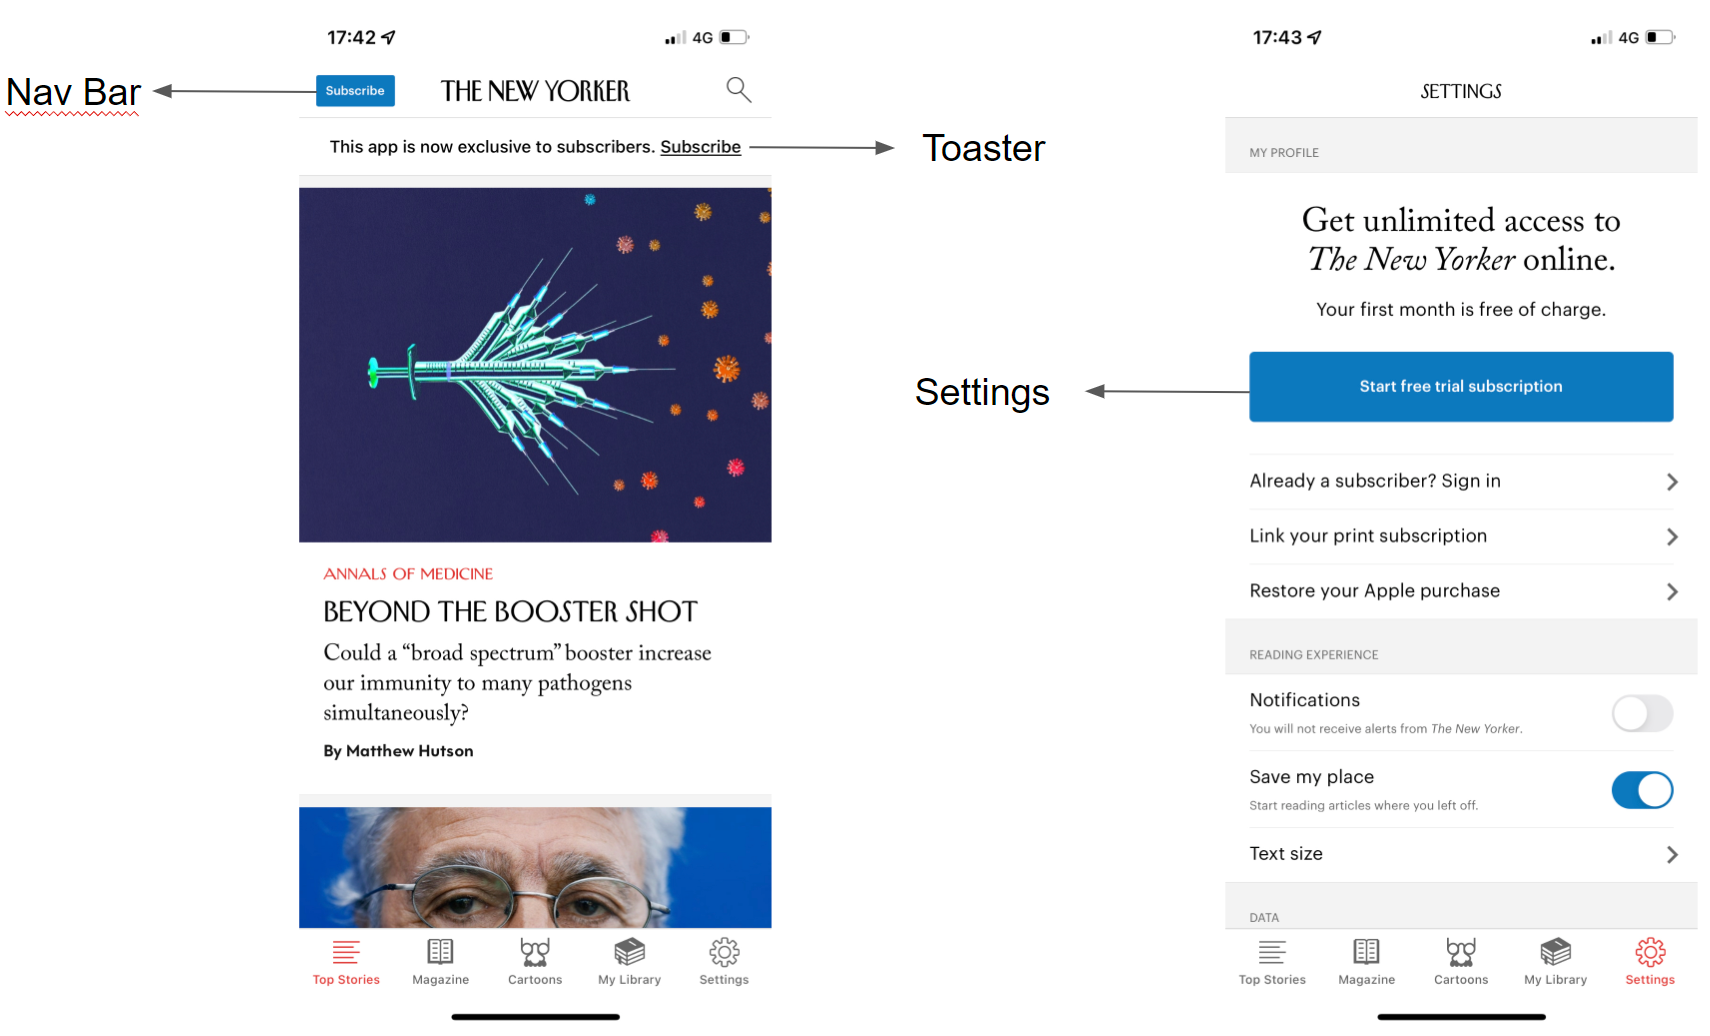 Nav Bar
17:42
4G
Subscribe
THE NEW YORKER
This app is now exclusive to subscribers. Subscribe
Toaster
ANNALS OF MEDICINE
BEYOND THE BOOSTER SHOT
Could a “broad spectrum” booster increase
our immunity to many pathogens
simultaneously?
By Matthew Hutson
Top Stories
Magazine
Cartoons
My Library
Settings
Settings
17:43
4G
SETTINGS
MY PROFILE
Get unlimited access to
The New Yorker online.
Your first month is free of charge.
Start free trial subscription
Already a subscriber? Sign in
Link your print subscription
Restore your Apple purchase
READING EXPERIENCE
Notifications
You will not receive alerts from The New Yorker.
Save my place
Start reading articles where you left off.
Text size
DATA
Top Stories
Magazine
Cartoons
My Library
Settings